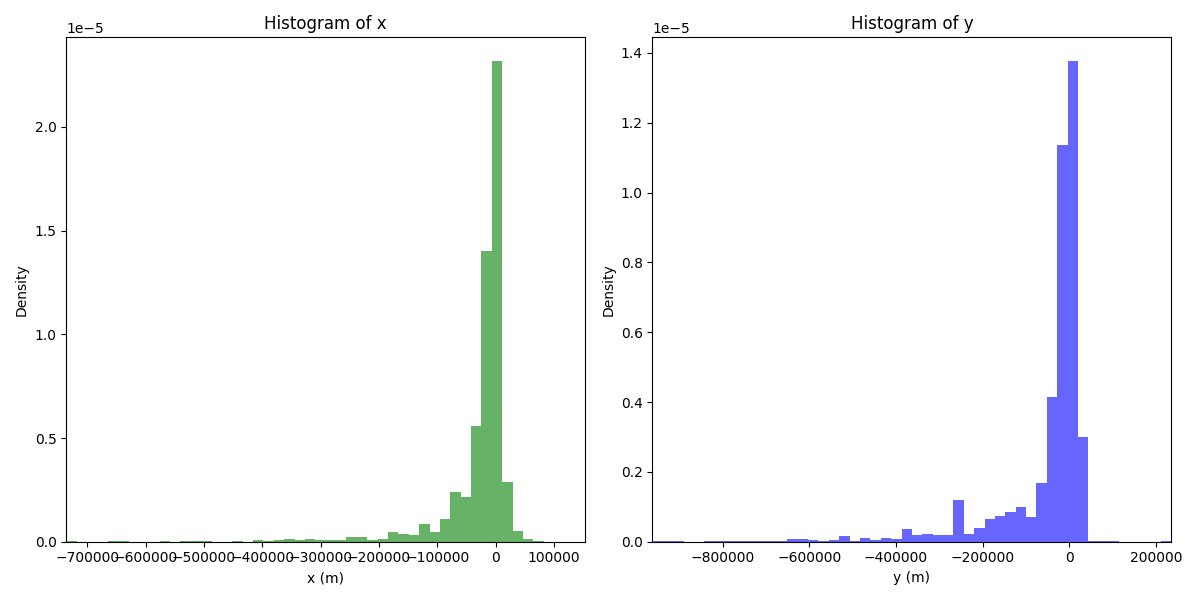 Histogram of x
1e−5
2.0
1.5
1.0
0.5
0.0
Density
−700000 −600000 −500000 −400000 −300000 −200000 −100000 0 100000
x (m)
Histogram of y
1e−5
1.4
1.2
1.0
0.8
0.6
0.4
0.2
0.0
Density
−800000 −600000 −400000 −200000 0 200000
y (m)